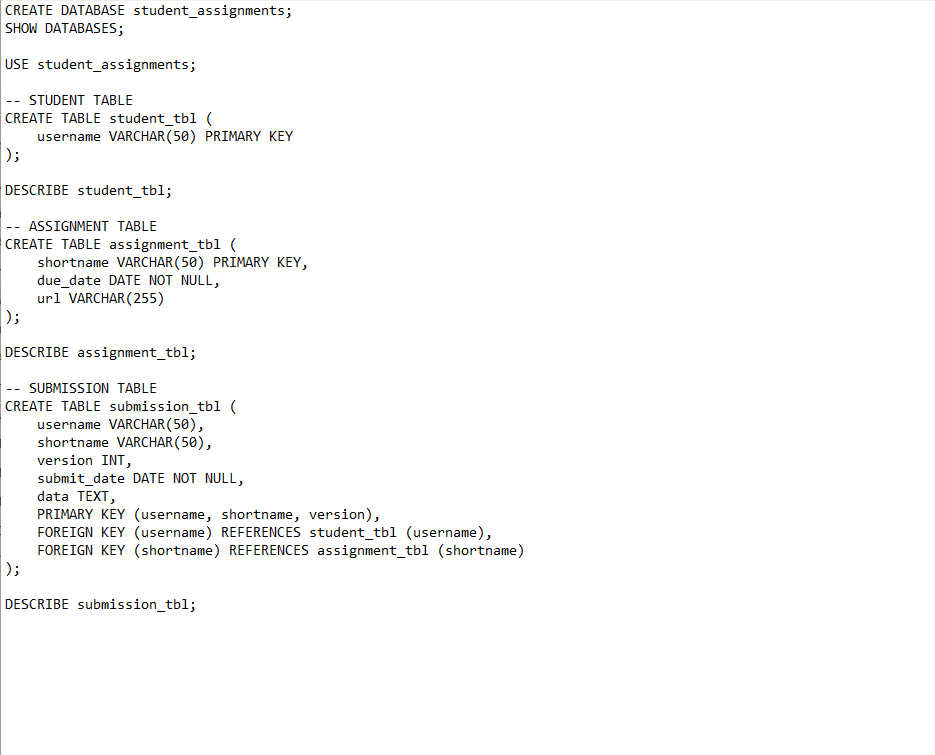 CREATE DATABASE student_assignments;
SHOW DATABASES;
USE student_assignments;
-- STUDENT TABLE
CREATE TABLE student_tbl (
    username VARCHAR(50) PRIMARY KEY
);
DESCRIBE student_tbl;
-- ASSIGNMENT TABLE
CREATE TABLE assignment_tbl (
    shortname VARCHAR(50) PRIMARY KEY,
    due_date DATE NOT NULL,
    url VARCHAR(255)
);
DESCRIBE assignment_tbl;
-- SUBMISSION TABLE
CREATE TABLE submission_tbl (
    username VARCHAR(50),
    shortname VARCHAR(50),
    version INT,
    submit_date DATE NOT NULL,
    data TEXT,
    PRIMARY KEY (username, shortname, version),
    FOREIGN KEY (username) REFERENCES student_tbl (username),
    FOREIGN KEY (shortname) REFERENCES assignment_tbl (shortname)
);
DESCRIBE submission_tbl;